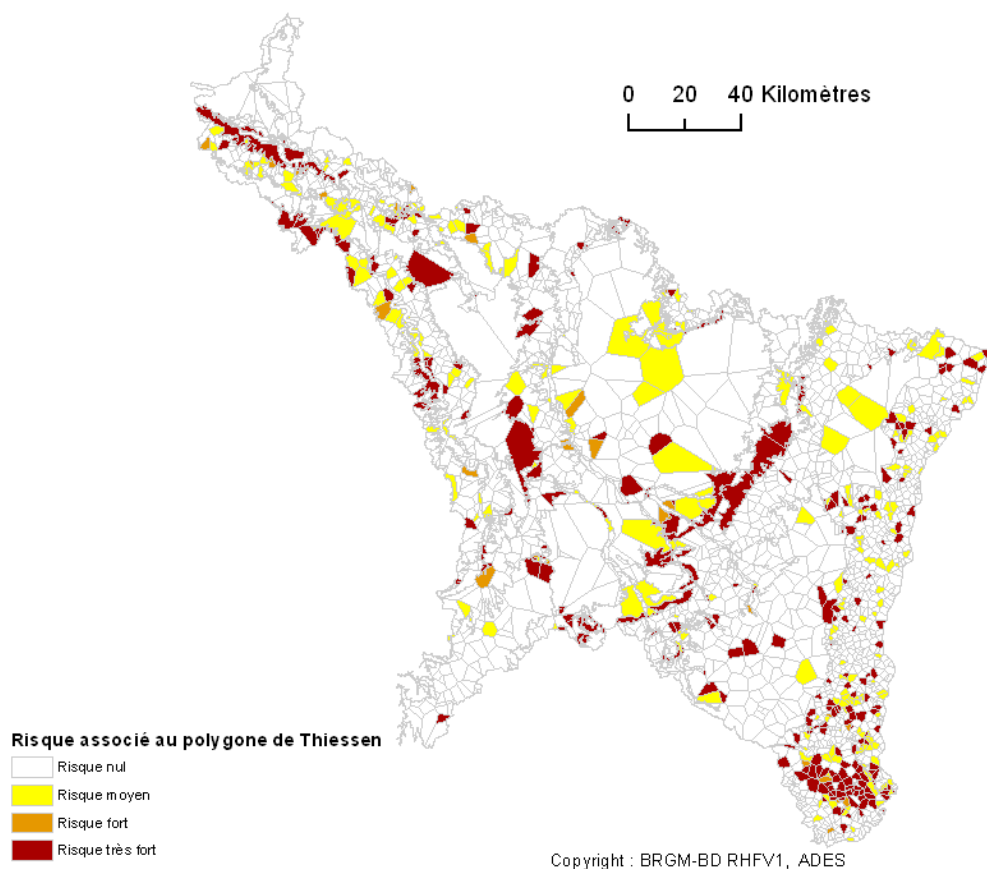 0 20 40 Kilomètres
Risque associé au polygone de Thiessen
Risque nul
Risque moyen
Risque fort
Risque très fort
Copyright : BRGM-BD RHFV1, ADES